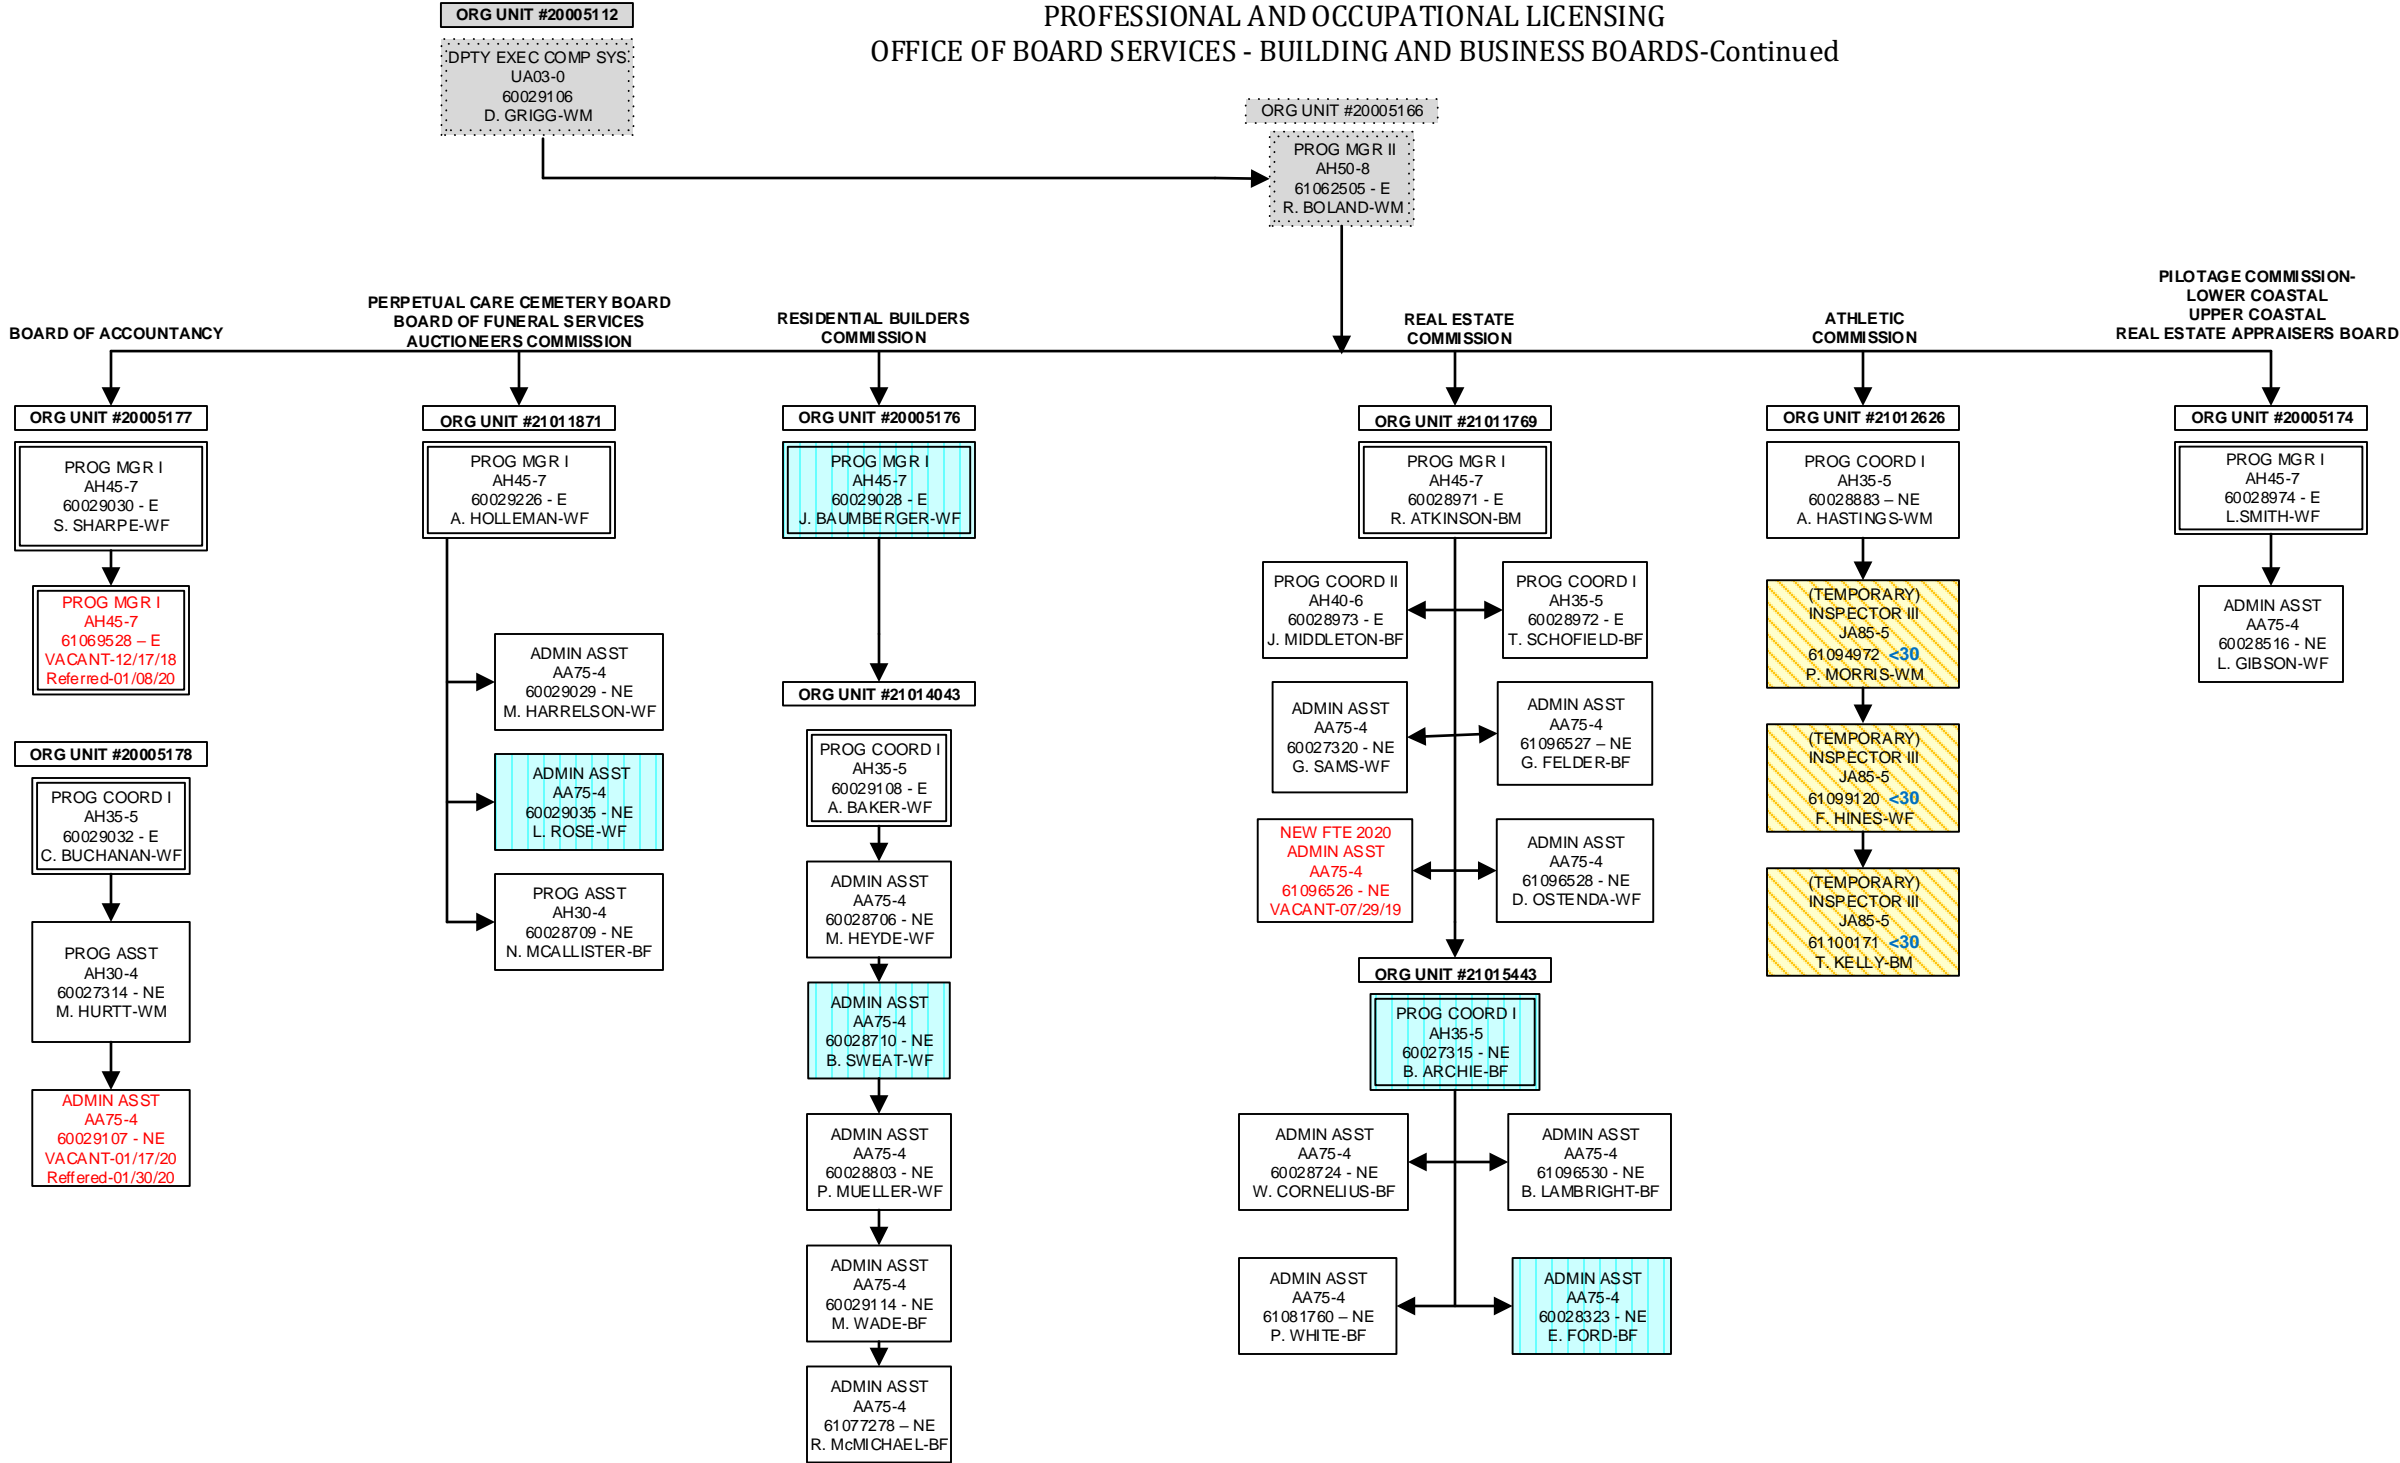 ORG UNIT #20005112
PROFESSIONAL AND OCCUPATIONAL LICENSING
OFFICE OF BOARD SERVICES - BUILDING AND BUSINESS BOARDS-Continued
DPTY EXEC COMP SYS
UA03-0
60029106
D. GRIGG-WM
ORG UNIT #20005166
PROG MGR II
AH50-8
61062505 - E
R. BOLAND-WM
BOARD OF ACCOUNTANCY
ORG UNIT #20005177
PROG MGR I
AH45-7
60029030 - E
S. SHARPE-WF
PROG MGR I
AH45-7
61069528 – E
VACANT-12/17/18
Referred-01/08/20
ORG UNIT #20005178
PROG COORD I
AH35-5
60029032 - E
C. BUCHANAN-WF
PROG ASST
AH30-4
60027314 - NE
M. HURTT-WM
ADMIN ASST
AA75-4
60029107 - NE
VACANT-01/17/20
Reffered-01/30/20
PERPETUAL CARE CEMETERY BOARD
BOARD OF FUNERAL SERVICES
AUCTIONEERS COMMISSION
ORG UNIT #21011871
PROG MGR I
AH45-7
60029226 - E
A. HOLLEMAN-WF
ADMIN ASST
AA75-4
60029029 - NE
M. HARRELSON-WF
ADMIN ASST
AA75-4
60029035 - NE
L. ROSE-WF
PROG ASST
AH30-4
60028709 - NE
N. MCALLISTER-BF
RESIDENTIAL BUILDERS
COMMISSION
ORG UNIT #20005176
PROG MGR I
AH45-7
60029028 - E
J. BAUMBERGER-WF
ORG UNIT #21014043
PROG COORD I
AH35-5
60029108 - E
A. BAKER-WF
ADMIN ASST
AA75-4
60028706 - NE
M. HEYDE-WF
ADMIN ASST
AA75-4
60028710 - NE
B. SWEAT-WF
ADMIN ASST
AA75-4
60028803 - NE
P. MUELLER-WF
ADMIN ASST
AA75-4
60029114 - NE
M. WADE-BF
ADMIN ASST
AA75-4
61077278 – NE
R. McMICHAEL-BF
REAL ESTATE
COMMISSION
ORG UNIT #21011769
PROG MGR I
AH45-7
60028971 - E
R. ATKINSON-BM
PROG COORD II
AH40-6
60028973 - E
J. MIDDLETON-BF
PROG COORD I
AH35-5
60028972 - E
T. SCHOFIELD-BF
ADMIN ASST
AA75-4
60027320 - NE
G. SAMS-WF
ADMIN ASST
AA75-4
61096527 – NE
G. FELDER-BF
NEW FTE 2020
ADMIN ASST
AA75-4
61096526 - NE
VACANT-07/29/19
ADMIN ASST
AA75-4
61096528 – NE
D. OSTENDA-WF
ORG UNIT #21015443
PROG COORD I
AH35-5
60027315 - NE
B. ARCHIE-BF
ADMIN ASST
AA75-4
60028724 - NE
W. CORNELIUS-BF
ADMIN ASST
AA75-4
61096530 - NE
B. LAMBRIGHT-BF
ADMIN ASST
AA75-4
61081760 – NE
P. WHITE-BF
ADMIN ASST
AA75-4
60028323 - NE
E. FORD-BF
ATHLETIC
COMMISSION
ORG UNIT #21012626
PROG COORD I
AH35-5
60028883 – NE
A. HASTINGS-WM
(TEMPORARY)
INSPECTOR III
JA85-5
61094972 <30
P. MORRIS-WM
(TEMPORARY)
INSPECTOR III
JA85-5
61099120 <30
F. HINES-WF
(TEMPORARY)
INSPECTOR III
JA85-5
61100171 <30
T. KELLY-BM
PILOTAGE COMMISSION-
LOWER COASTAL
UPPER COASTAL
REAL ESTATE APPRAISERS BOARD
ORG UNIT #20005174
PROG MGR I
AH45-7
60028974 - E
L.SMITH-WF
ADMIN ASST
AA75-4
60028516 - NE
L. GIBSON-WF